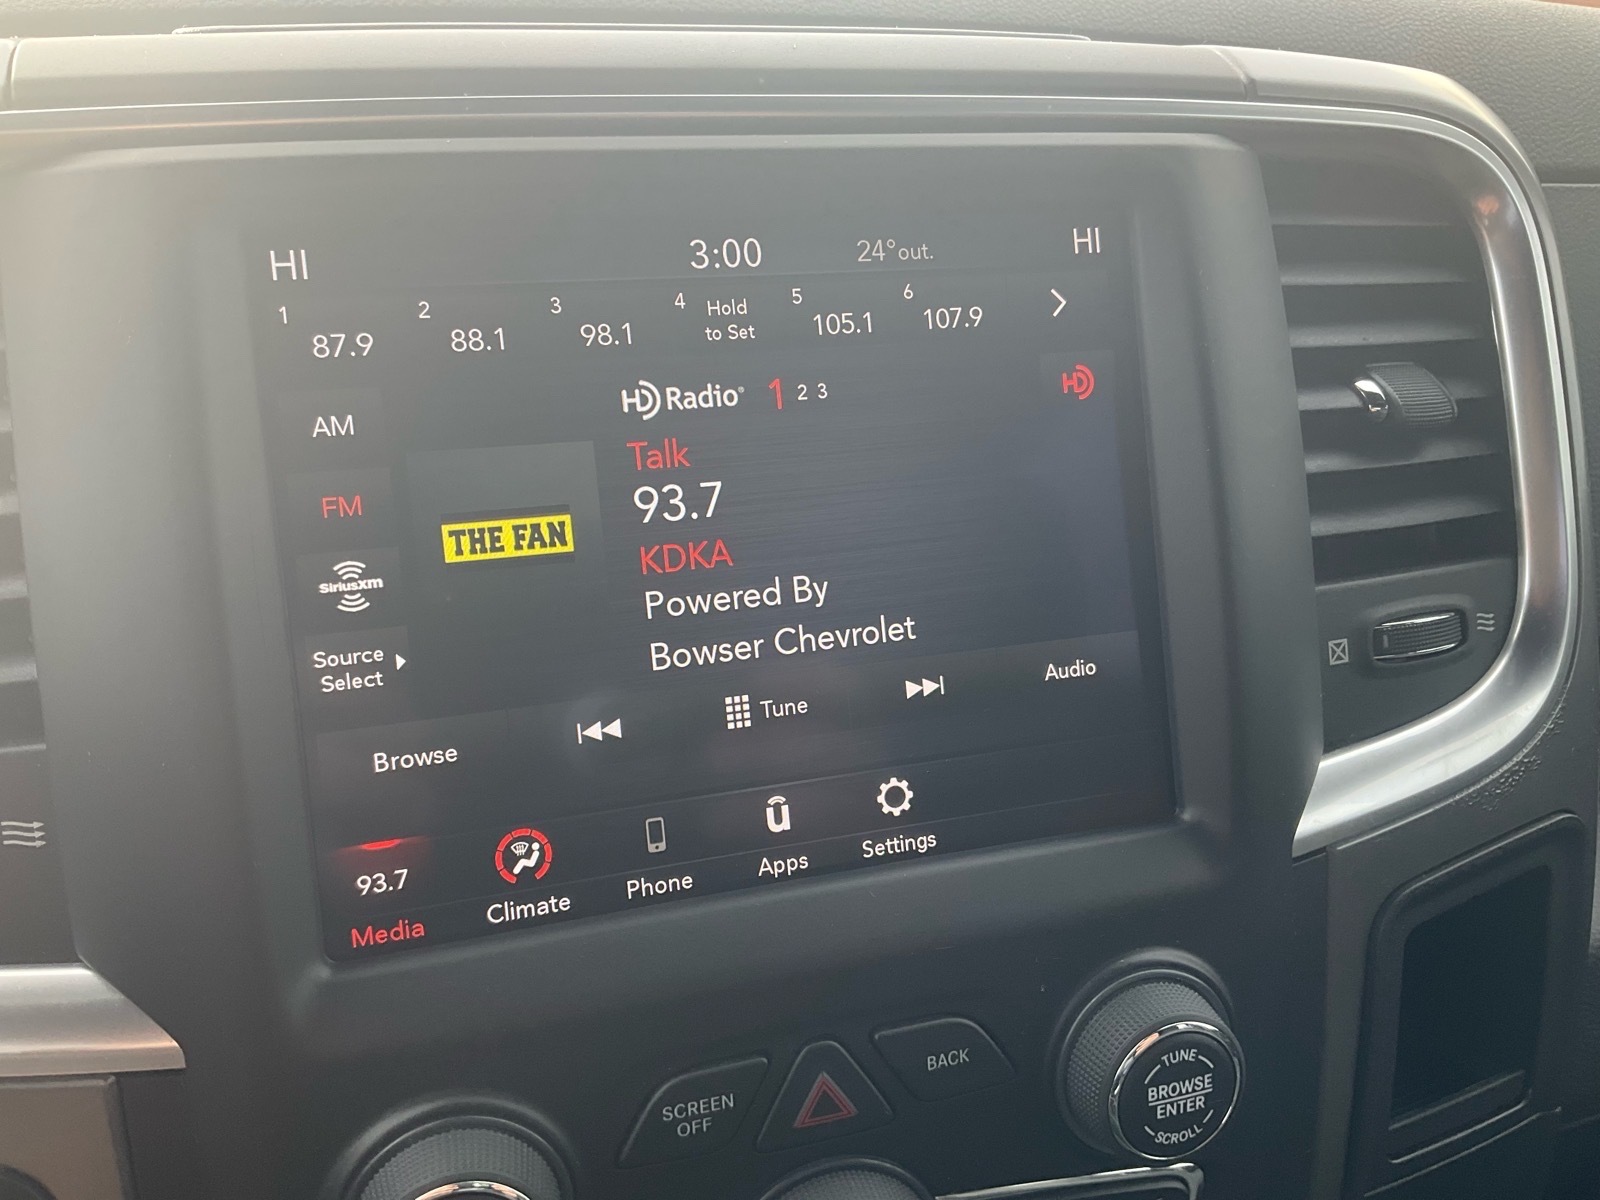 HI 3:00 24° out. HI
1 87.9 2 88.1 3 98.1 4 Hold to Set 5 105.1 6 107.9
AM
FM
SiriusXM
Source
Select
THE FAN
HD Radio® 1 2 3
HD
Talk
93.7
KDKA
Powered By
Bowser Chevrolet
Browse
Tune
Audio
93.7
Media
Climate
Phone
Apps
Settings
SCREEN
OFF
BACK
TUNE
BROWSE
ENTER
SCROLL